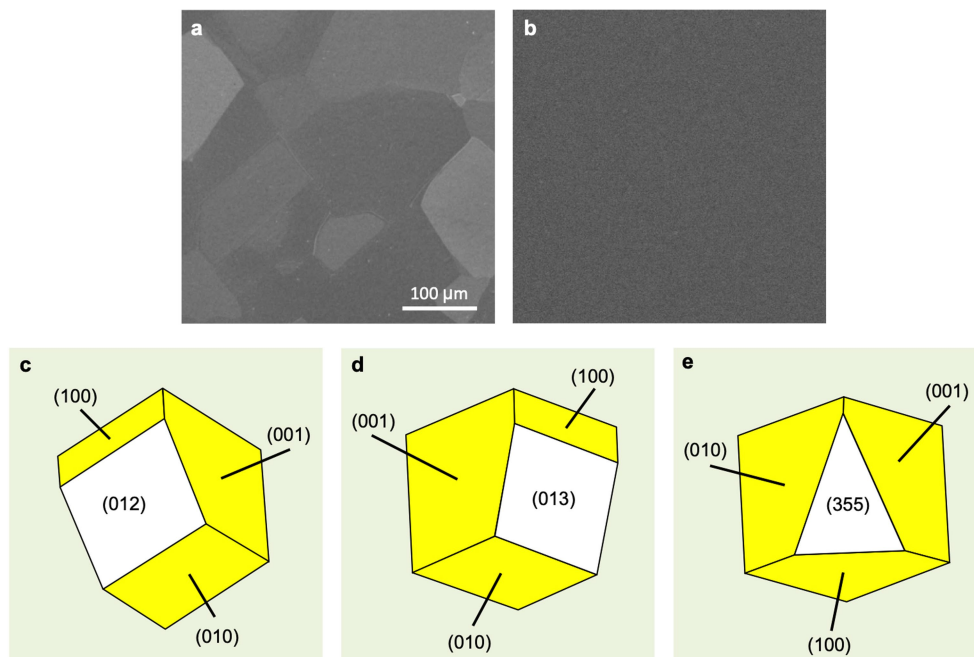 a
b
100 µm
c
(100)
(001)
(012)
(010)
d
(100)
(001)
(013)
(010)
e
(001)
(010)
(355)
(100)